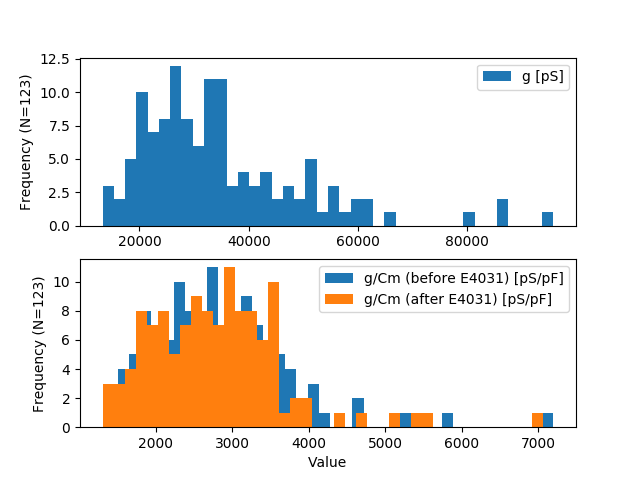 12.5
10.0
7.5
5.0
2.5
0.0
Frequency (N=123)
g [pS]
20000 40000 60000 80000
10
8
6
4
2
0
Frequency (N=123)
g/Cm (before E4031) [pS/pF]
g/Cm (after E4031) [pS/pF]
2000 3000 4000 5000 6000 7000
Value